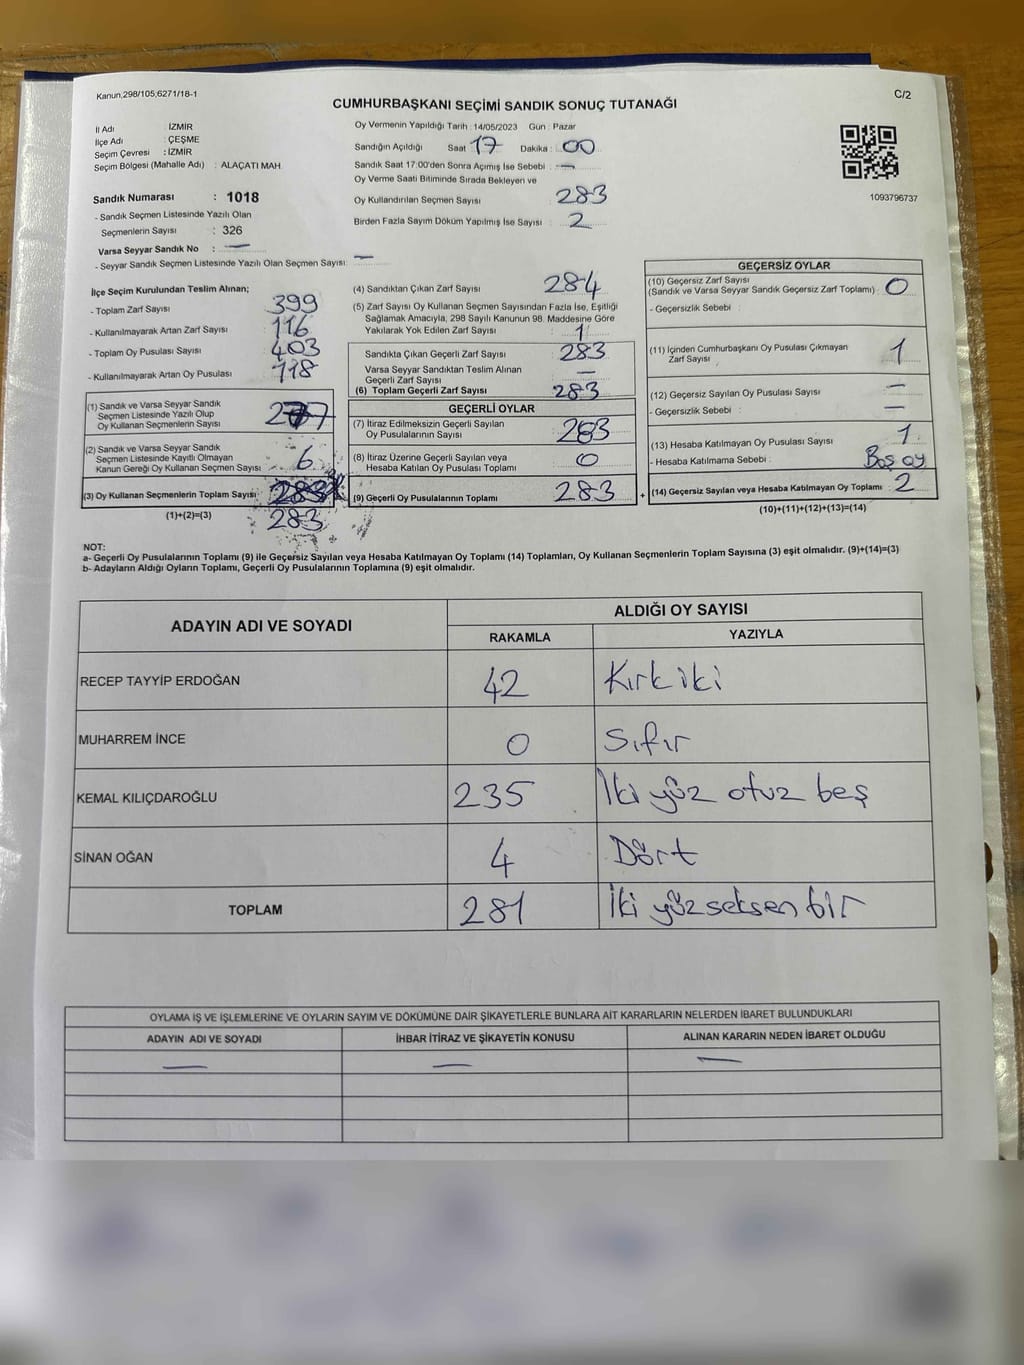 Kanun,298/105,6271/18-1
C/2
CUMHURBAŞKANI SEÇİMİ SANDIK SONUÇ TUTANAĞI
İl Adı : İZMİR
İlçe Adı : ÇEŞME
Seçim Çevresi : İZMİR
Seçim Bölgesi (Mahalle Adı) : ALAÇATI MAH.
Sandık Numarası : 1018
- Sandık Seçmen Listesinde Yazılı Olan
Seçmenlerin Sayısı : 326
Varsa Seyyar Sandık No : —
- Seyyar Sandık Seçmen Listesinde Yazılı Olan Seçmen Sayısı: —
Oy Vermenin Yapıldığı Tarih : 14/05/2023 Gün : Pazar
Sandığın Açıldığı Saat : 17 Dakika : 00
Sandık Saat 17:00'den Sonra Açımış İse Sebebi : —
Oy Verme Saati Bitiminde Sırada Bekleyen ve
Oy Kullandırılan Seçmen Sayısı 283
Birden Fazla Sayım Döküm Yapılmış İse Sayısı : 2
1093796737
İlçe Seçim Kurulundan Teslim Alınan;
- Toplam Zarf Sayısı 399
- Kullanılmayarak Artan Zarf Sayısı 116
- Toplam Oy Pusulası Sayısı 403
- Kullanılmayarak Artan Oy Pusulası 118
(1) Sandık ve Varsa Seyyar Sandık
Seçmen Listesinde Yazılı Olup
Oy Kullanan Seçmenlerin Sayısı 277
(2) Sandık ve Varsa Seyyar Sandık
Seçmen Listesinde Kayıtlı Olmayan
Kanun Gereği Oy Kullanan Seçmen Sayısı 6
(3) Oy Kullanan Seçmenlerin Toplam Sayısı 283
(1)+(2)=(3) 283
(4) Sandıktan Çıkan Zarf Sayısı 284
(5) Zarf Sayısı Oy Kullanan Seçmen Sayısından Fazla İse, Eşitliği
Sağlamak Amacıyla, 298 Sayılı Kanunun 98. Maddesine Göre
Yakılarak Yok Edilen Zarf Sayısı : 1
Sandıkta Çıkan Geçerli Zarf Sayısı 283
Varsa Seyyar Sandıktan Teslim Alınan
Geçerli Zarf Sayısı —
(6) Toplam Geçerli Zarf Sayısı 283
GEÇERLİ OYLAR
(7) İtiraz Edilmeksizin Geçerli Sayılan
Oy Pusulalarının Sayısı 283
(8) İtiraz Üzerine Geçerli Sayılan veya
Hesaba Katılan Oy Pusulası Toplamı 0
(9) Geçerli Oy Pusulalarının Toplamı 283
+
GEÇERSİZ OYLAR
(10) Geçersiz Zarf Sayısı
(Sandık ve Varsa Seyyar Sandık Geçersiz Zarf Toplamı) : 0
- Geçersizlik Sebebi :
(11) İçinden Cumhurbaşkanı Oy Pusulası Çıkmayan
Zarf Sayısı 1
(12) Geçersiz Sayılan Oy Pusulası Sayısı —
- Geçersizlik Sebebi : —
(13) Hesaba Katılmayan Oy Pusulası Sayısı 1
- Hesaba Katılmama Sebebi : Boş oy
(14) Geçersiz Sayılan veya Hesaba Katılmayan Oy Toplamı : 2
(10)+(11)+(12)+(13)=(14)
NOT:
a- Geçerli Oy Pusulalarının Toplamı (9) ile Geçersiz Sayılan veya Hesaba Katılmayan Oy Toplamı (14) Toplamları, Oy Kullanan Seçmenlerin Toplam Sayısına (3) eşit olmalıdır. (9)+(14)=(3)
b- Adayların Aldığı Oyların Toplamı, Geçerli Oy Pusulalarının Toplamına (9) eşit olmalıdır.
ADAYIN ADI VE SOYADI
ALDIĞI OY SAYISI
RAKAMLA YAZIYLA
RECEP TAYYİP ERDOĞAN 42 Kırk iki
MUHARREM İNCE 0 Sıfır
KEMAL KILIÇDAROĞLU 235 İki yüz otuz beş
SİNAN OĞAN 4 Dört
TOPLAM 281 İki yüz seksen bir
OYLAMA İŞ VE İŞLEMLERİNE VE OYLARIN SAYIM VE DÖKÜMÜNE DAİR ŞİKAYETLERLE BUNLARA AİT KARARLARIN NELERDEN İBARET BULUNDUKLARI
ADAYIN ADI VE SOYADI İHBAR İTİRAZ VE ŞİKAYETİN KONUSU ALINAN KARARIN NEDEN İBARET OLDUĞU
— — —